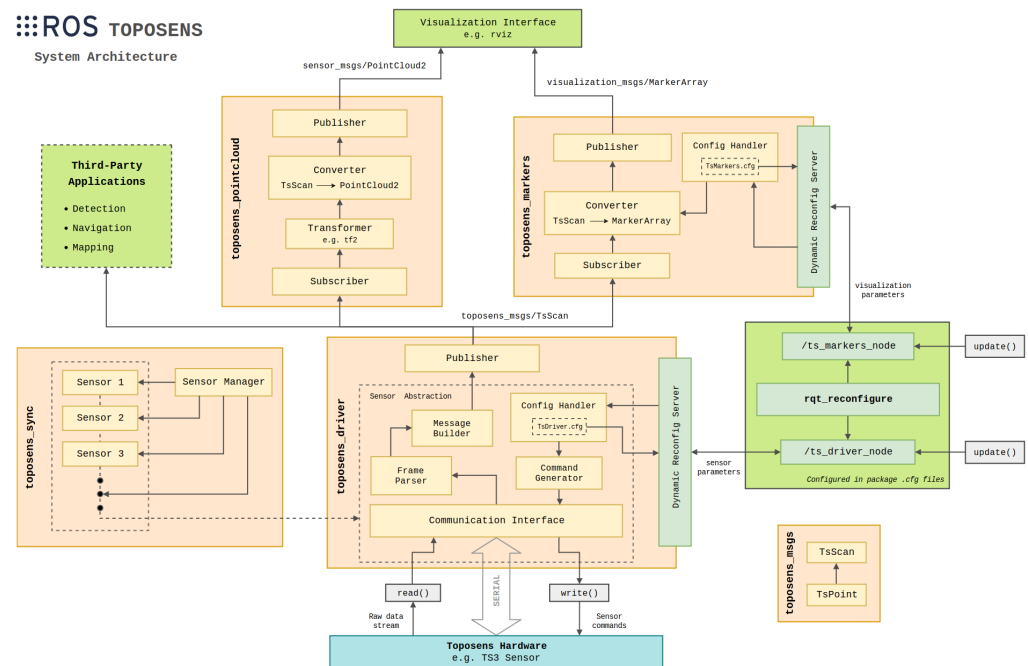 ROS TOPOSENS
System Architecture
Visualization Interface
e.g. rviz
sensor_msgs/PointCloud2
visualization_msgs/MarkerArray
toposens_pointcloud
Publisher
Converter
TsScan PointCloud2
Transformer
e.g. tf2
Subscriber
toposens_markers
Publisher
Config Handler
TsMarkers.cfg
Converter
TsScan MarkerArray
Subscriber
Dynamic Reconfig Server
Third-Party
Applications
• Detection
• Navigation
• Mapping
toposens_msgs/TsScan
visualization
parameters
toposens_sync
Sensor 1
Sensor Manager
Sensor 2
Sensor 3
toposens_driver
Publisher
Sensor Abstraction
Message
Builder
Config Handler
TsDriver.cfg
Frame
Parser
Command
Generator
Communication Interface
Dynamic Reconfig Server
sensor
parameters
/ts_markers_node
update()
rqt_reconfigure
/ts_driver_node
update()
Configured in package .cfg files
toposens_msgs
TsScan
TsPoint
read()
SERIAL
write()
Raw data
stream
Sensor
commands
Toposens Hardware
e.g. TS3 Sensor